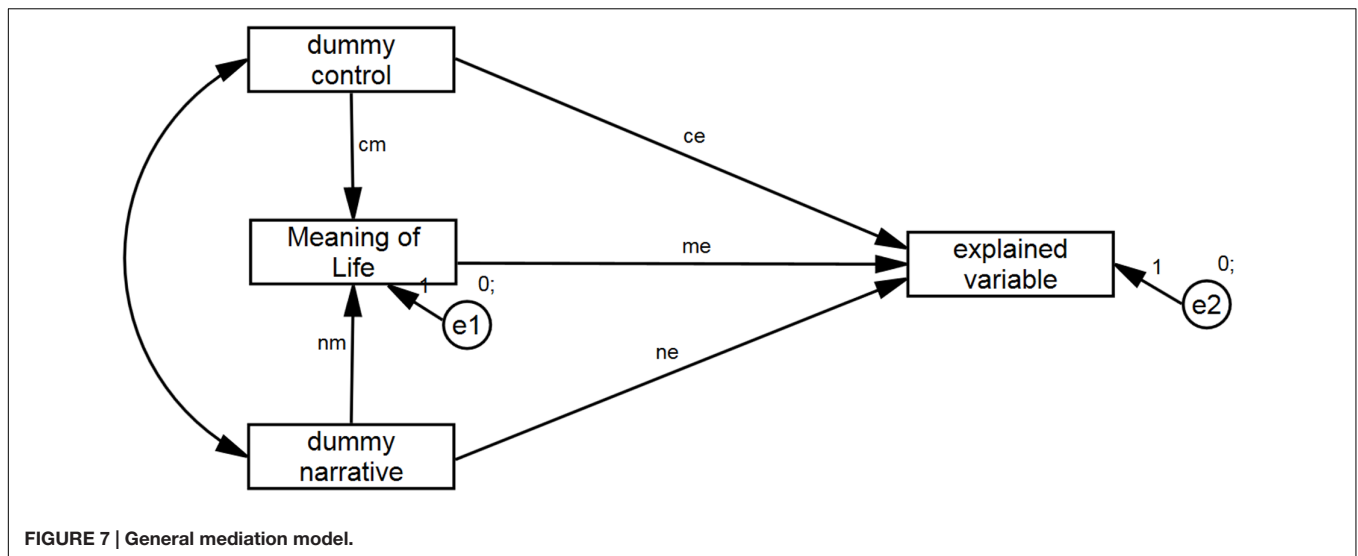 dummy
control
cm
ce
Meaning of
Life
me
1
0;
e1
explained
variable
1
0;
e2
nm
ne
dummy
narrative
FIGURE 7 | General mediation model.